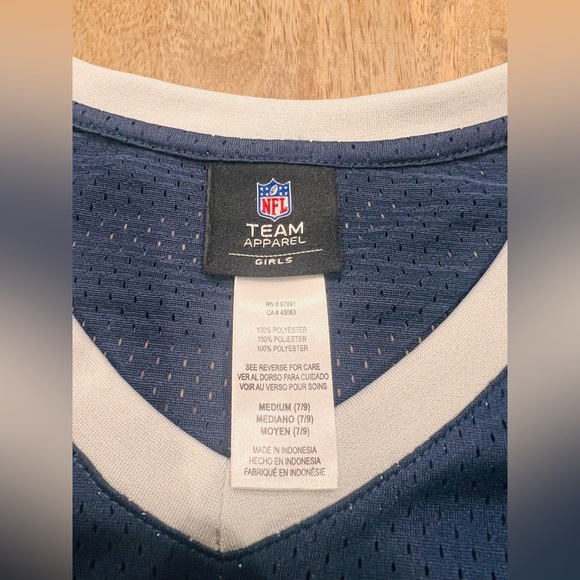 NFL
TEAM
APPAREL
GIRLS
RN # 67691
CA # 43063
100% POLYESTER
100% POLIÉSTER
100% POLYESTER
SEE REVERSE FOR CARE
VER AL DORSO PARA CUIDADO
VOIR AU VERSO POUR SOINS
MEDIUM (7/9)
MEDIANO (7/9)
MOYEN (7/9)
MADE IN INDONESIA
HECHO EN INDONESIA
FABRIQUÉ EN INDONÉSIE